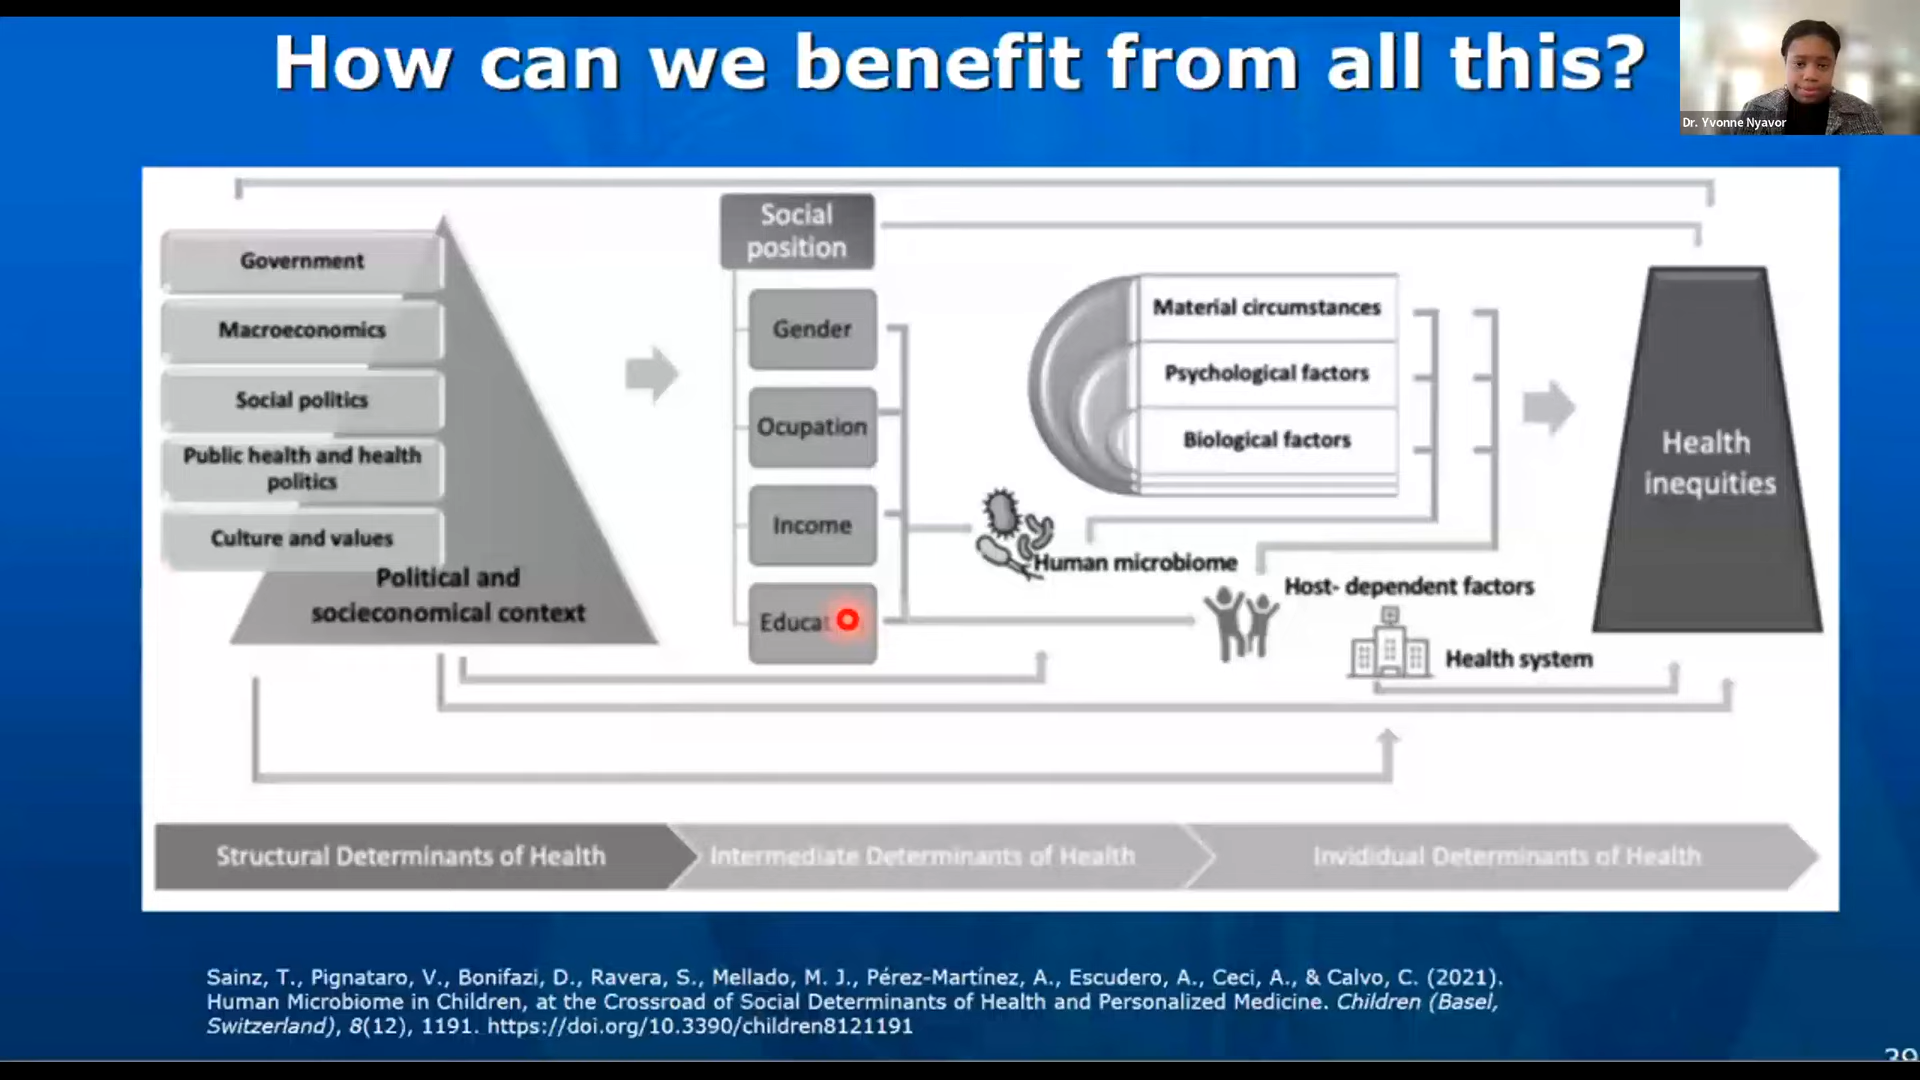 How can we benefit from all this?
Dr. Yvonne Nyavor
Government
Macroeconomics
Social politics
Public health and health
politics
Culture and values
Political and
socieconomical context
Social
position
Gender
Ocupation
Income
Material circumstances
Psychological factors
Biological factors
Human microbiome
Host- dependent factors
Health system
Health
inequities
Structural Determinants of Health
Intermediate Determinants of Health
Invididual Determinants of Health
Sainz, T., Pignataro, V., Bonifazi, D., Ravera, S., Mellado, M. J., Pérez-Martínez, A., Escudero, A., Ceci, A., & Calvo, C. (2021).
Human Microbiome in Children, at the Crossroad of Social Determinants of Health and Personalized Medicine. Children (Basel,
Switzerland), 8(12), 1191. https://doi.org/10.3390/children8121191
39